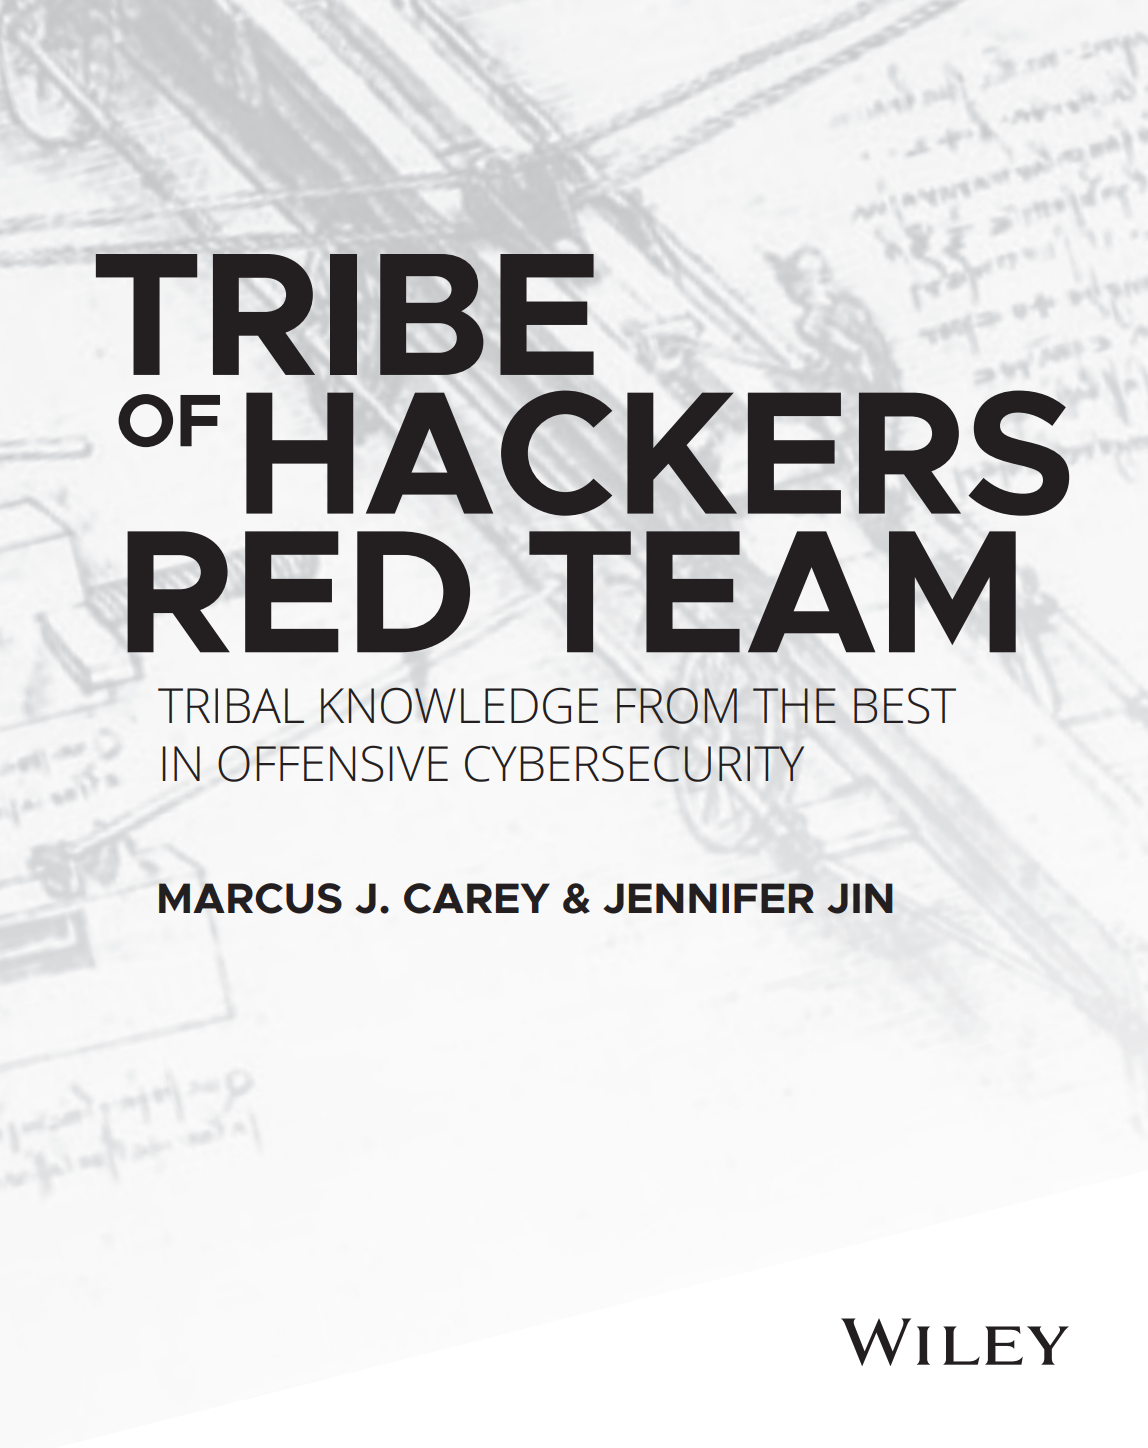 TRIBE
OF HACKERS
RED TEAM
TRIBAL KNOWLEDGE FROM THE BEST
IN OFFENSIVE CYBERSECURITY
MARCUS J. CAREY & JENNIFER JIN
WILEY